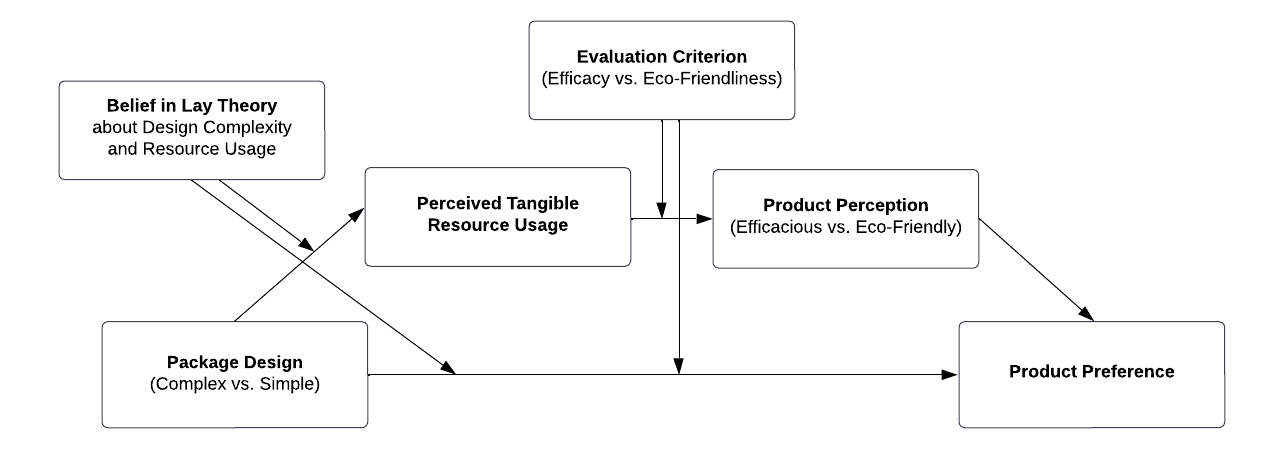 Evaluation Criterion
(Efficacy vs. Eco-Friendliness)
Belief in Lay Theory
about Design Complexity
and Resource Usage
Perceived Tangible
Resource Usage
Product Perception
(Efficacious vs. Eco-Friendly)
Package Design
(Complex vs. Simple)
Product Preference